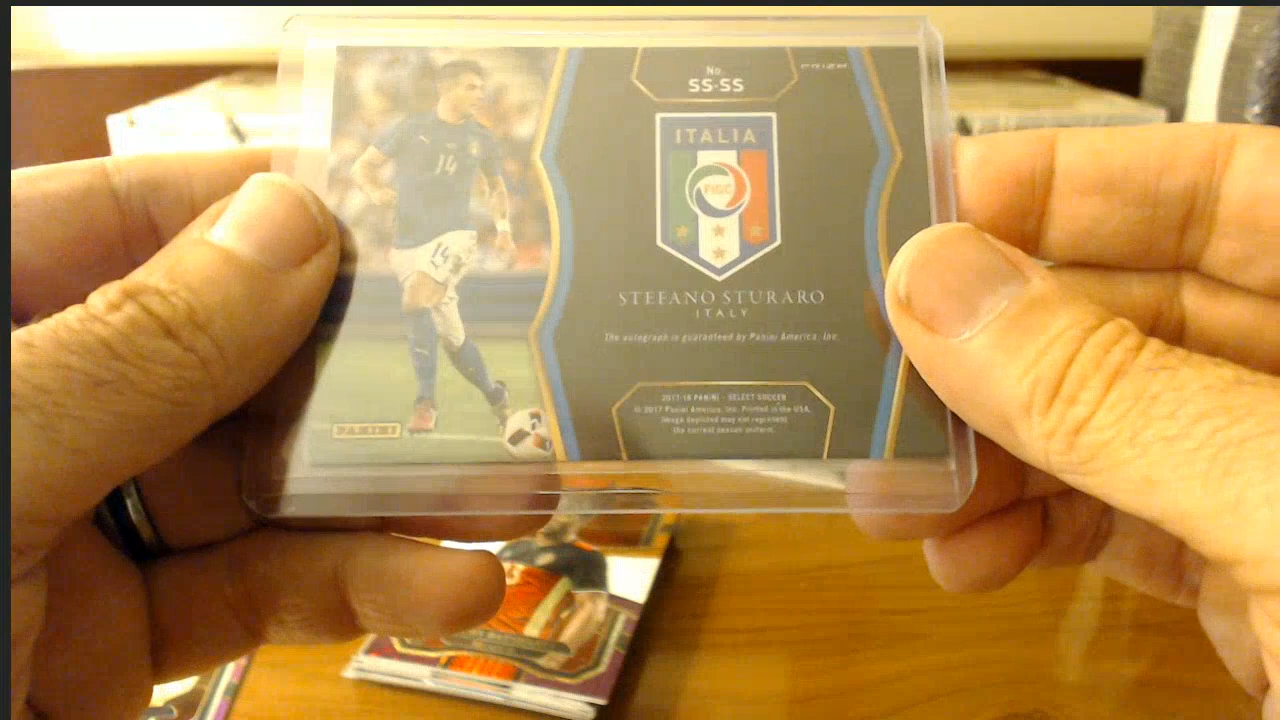 No.
SS-SS
PRIZM
ITALIA
FIGC
14
14
STEFANO STURARO
ITALY
The autograph is guaranteed by Panini America, Inc.
2017-18 PANINI - SELECT SOCCER
© 2017 Panini America, Inc. Printed in the USA.
Image depicted may not represent
the current season uniform.